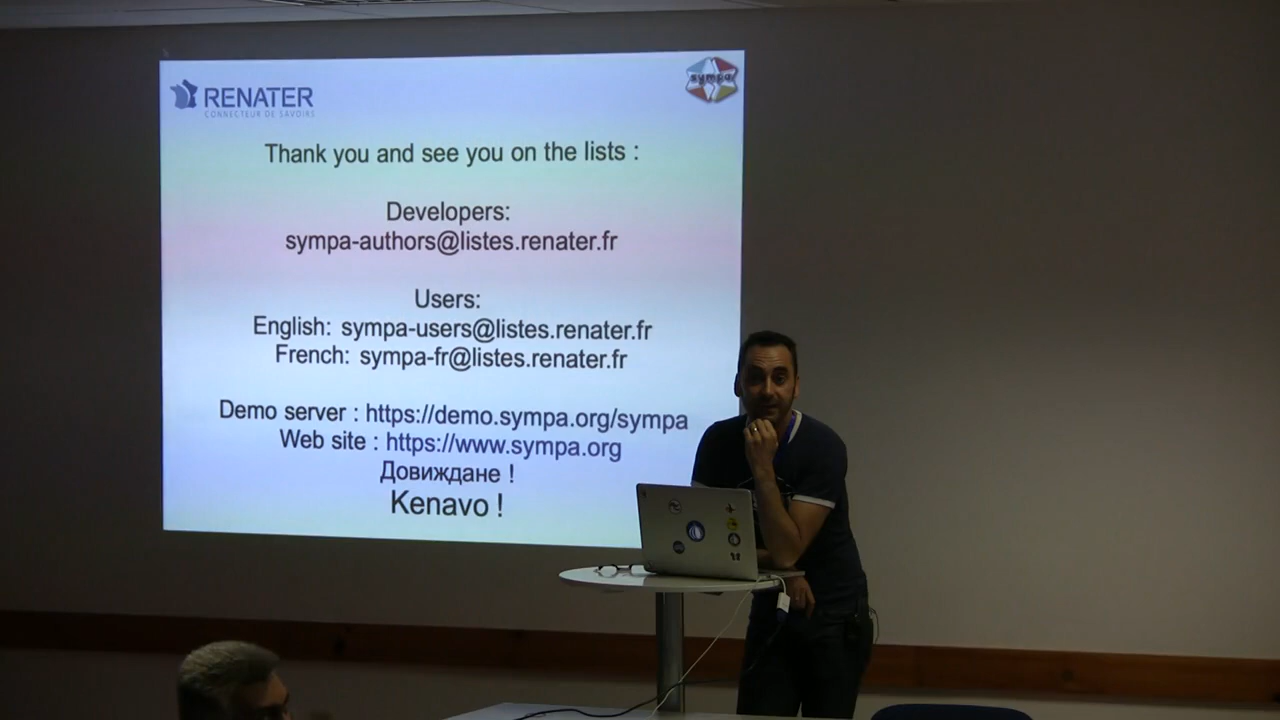 RENATER
CONNECTEUR DE SAVOIRS
sympa
Thank you and see you on the lists :
Developers:
sympa-authors@listes.renater.fr
Users:
English: sympa-users@listes.renater.fr
French: sympa-fr@listes.renater.fr
Demo server : https://demo.sympa.org/sympa
Web site : https://www.sympa.org
Довиждане !
Kenavo !